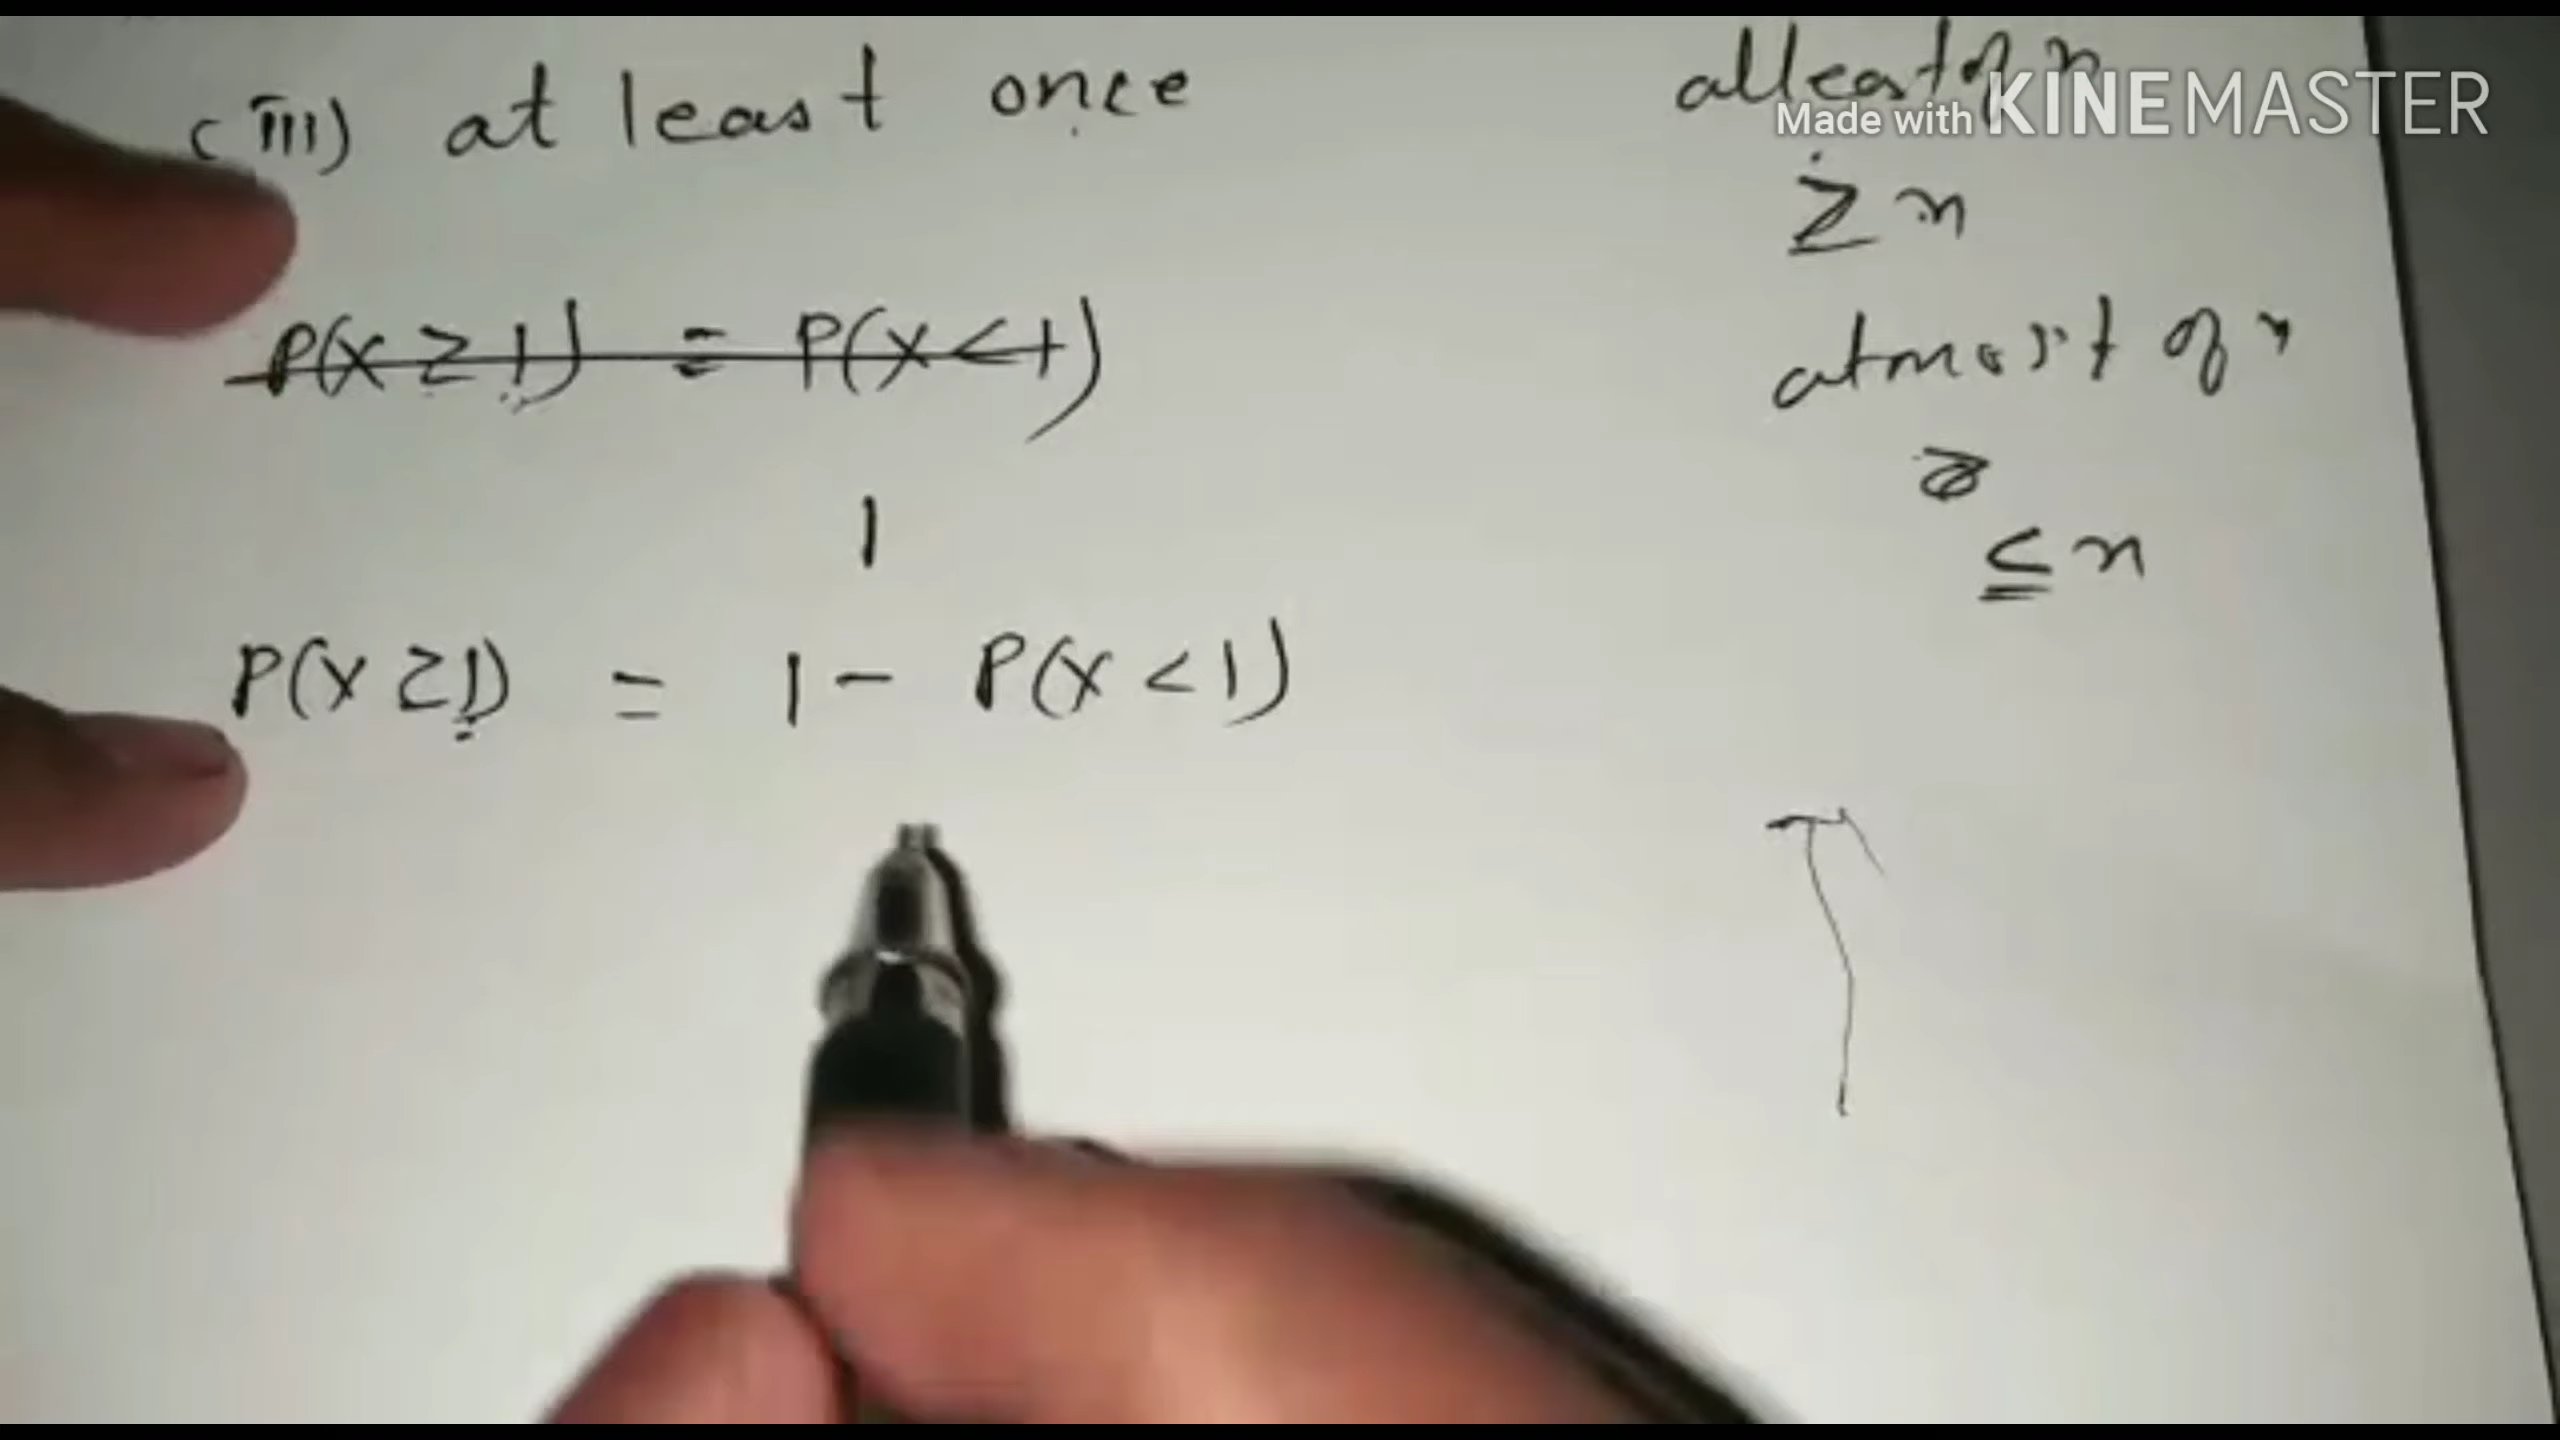 (iii) at least once
P(X ≥ 1) = P(X < 1)
1
P(X ≥ 1) = 1 - P(X < 1)
atleast of n
Made with KINEMASTER
≥ n
atmost of
≤ n